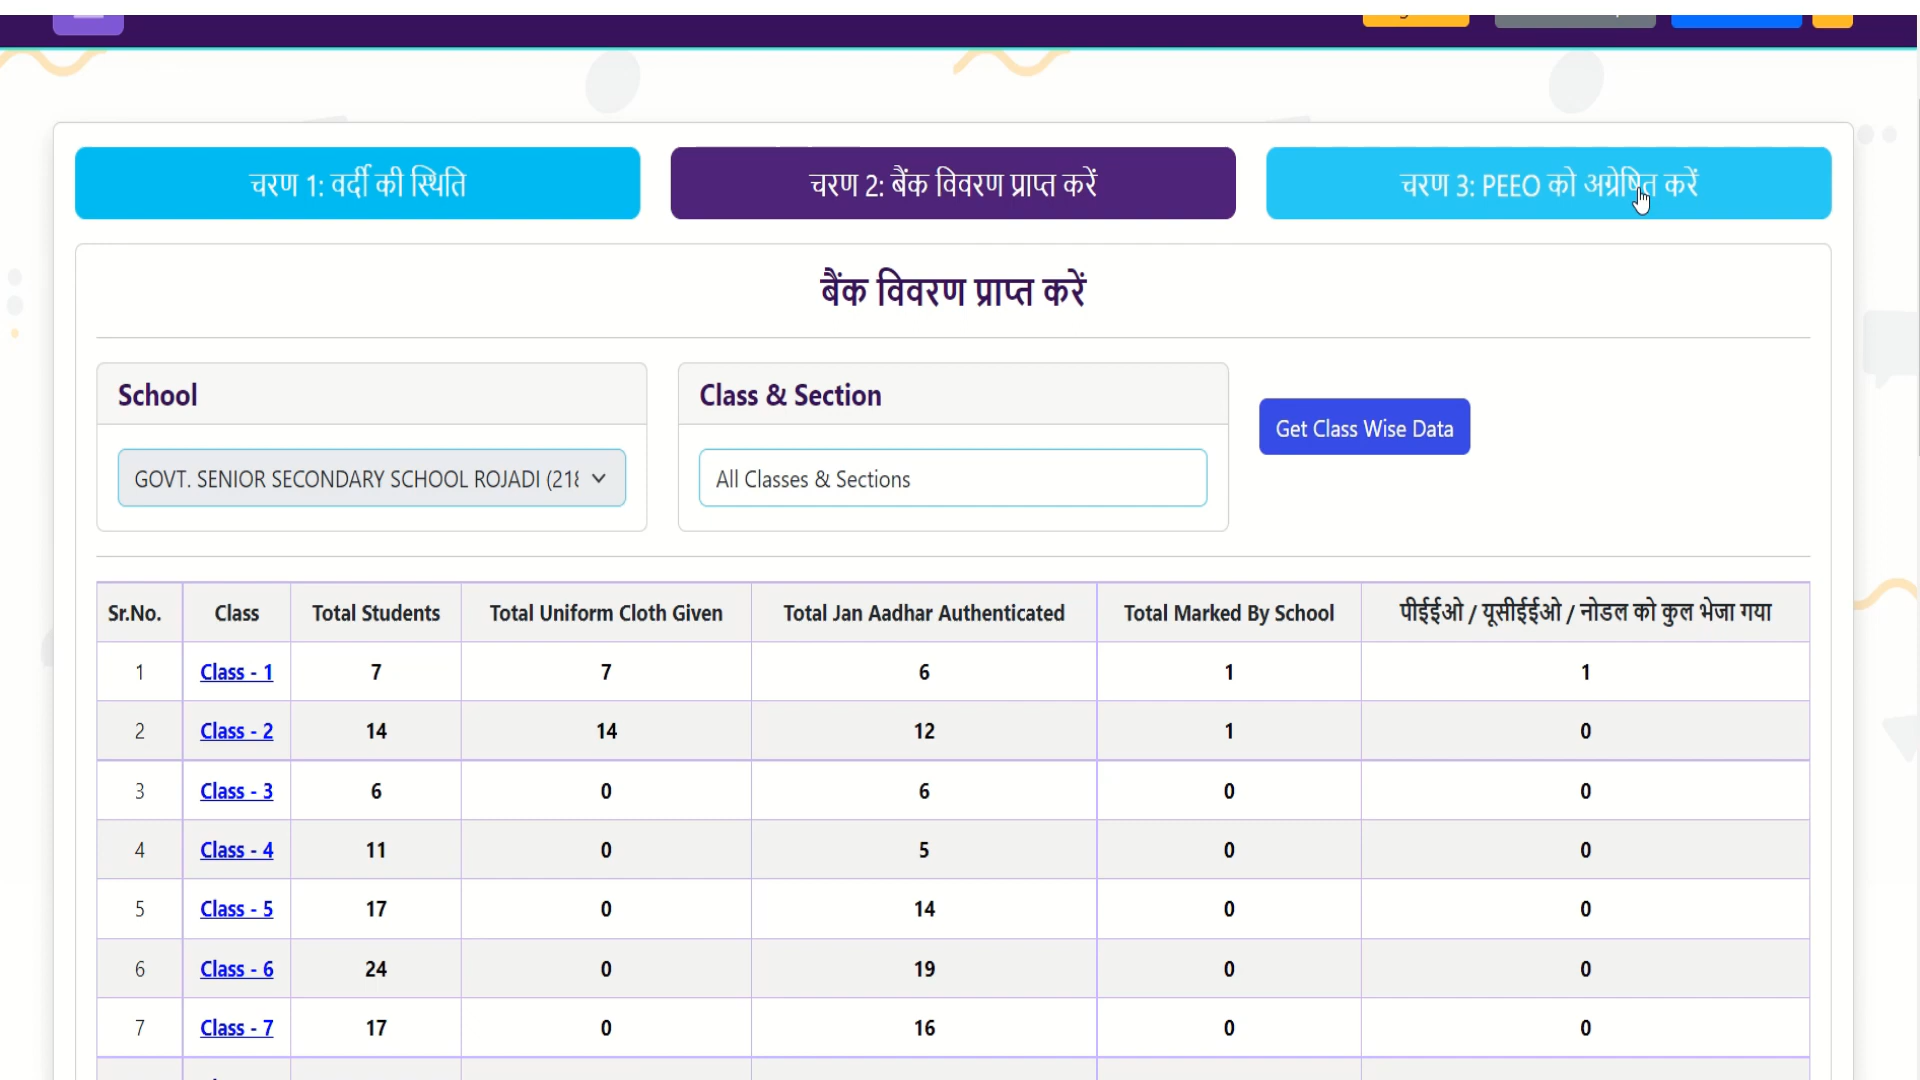 चरण 1: वर्दी की स्थिति
चरण 2: बैंक विवरण प्राप्त करें
चरण 3: PEEO को अग्रेषित करें
बैंक विवरण प्राप्त करें
School
Class & Section
Get Class Wise Data
GOVT. SENIOR SECONDARY SCHOOL ROJADI (218
All Classes & Sections
Sr.No. Class Total Students Total Uniform Cloth Given Total Jan Aadhar Authenticated Total Marked By School पीईईओ / यूसीईईओ / नोडल को कुल भेजा गया
1 Class - 1 7 7 6 1 1
2 Class - 2 14 14 12 1 0
3 Class - 3 6 0 6 0 0
4 Class - 4 11 0 5 0 0
5 Class - 5 17 0 14 0 0
6 Class - 6 24 0 19 0 0
7 Class - 7 17 0 16 0 0